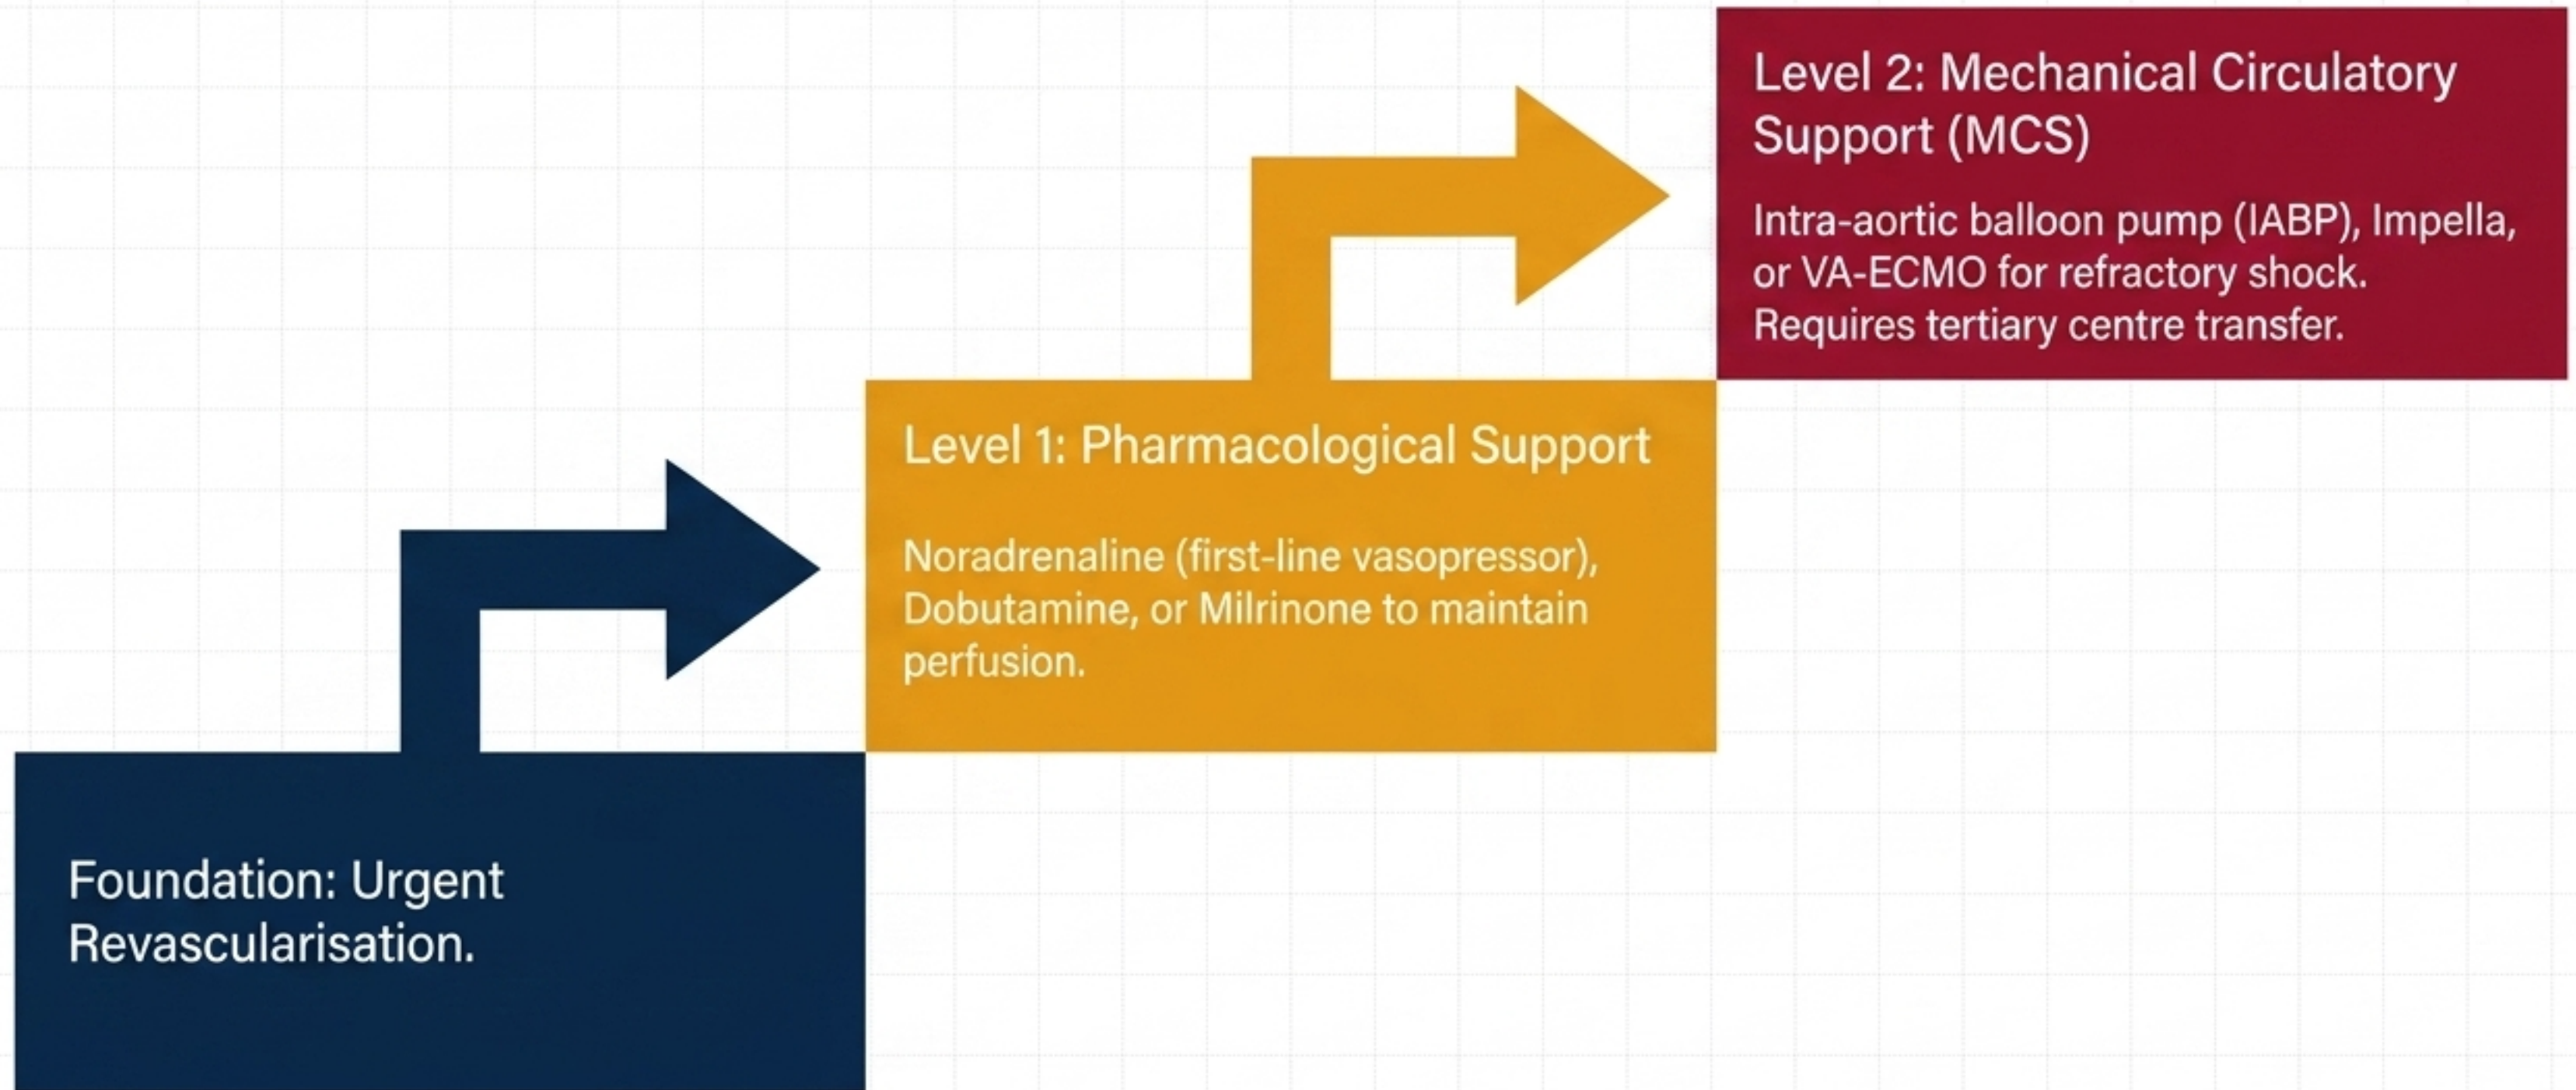 Level 2: Mechanical Circulatory
Support (MCS)
Intra-aortic balloon pump (IABP), Impella,
or VA-ECMO for refractory shock.
Requires tertiary centre transfer.
Level 1: Pharmacological Support
Noradrenaline (first-line vasopressor),
Dobutamine, or Milrinone to maintain
perfusion.
Foundation: Urgent
Revascularisation.